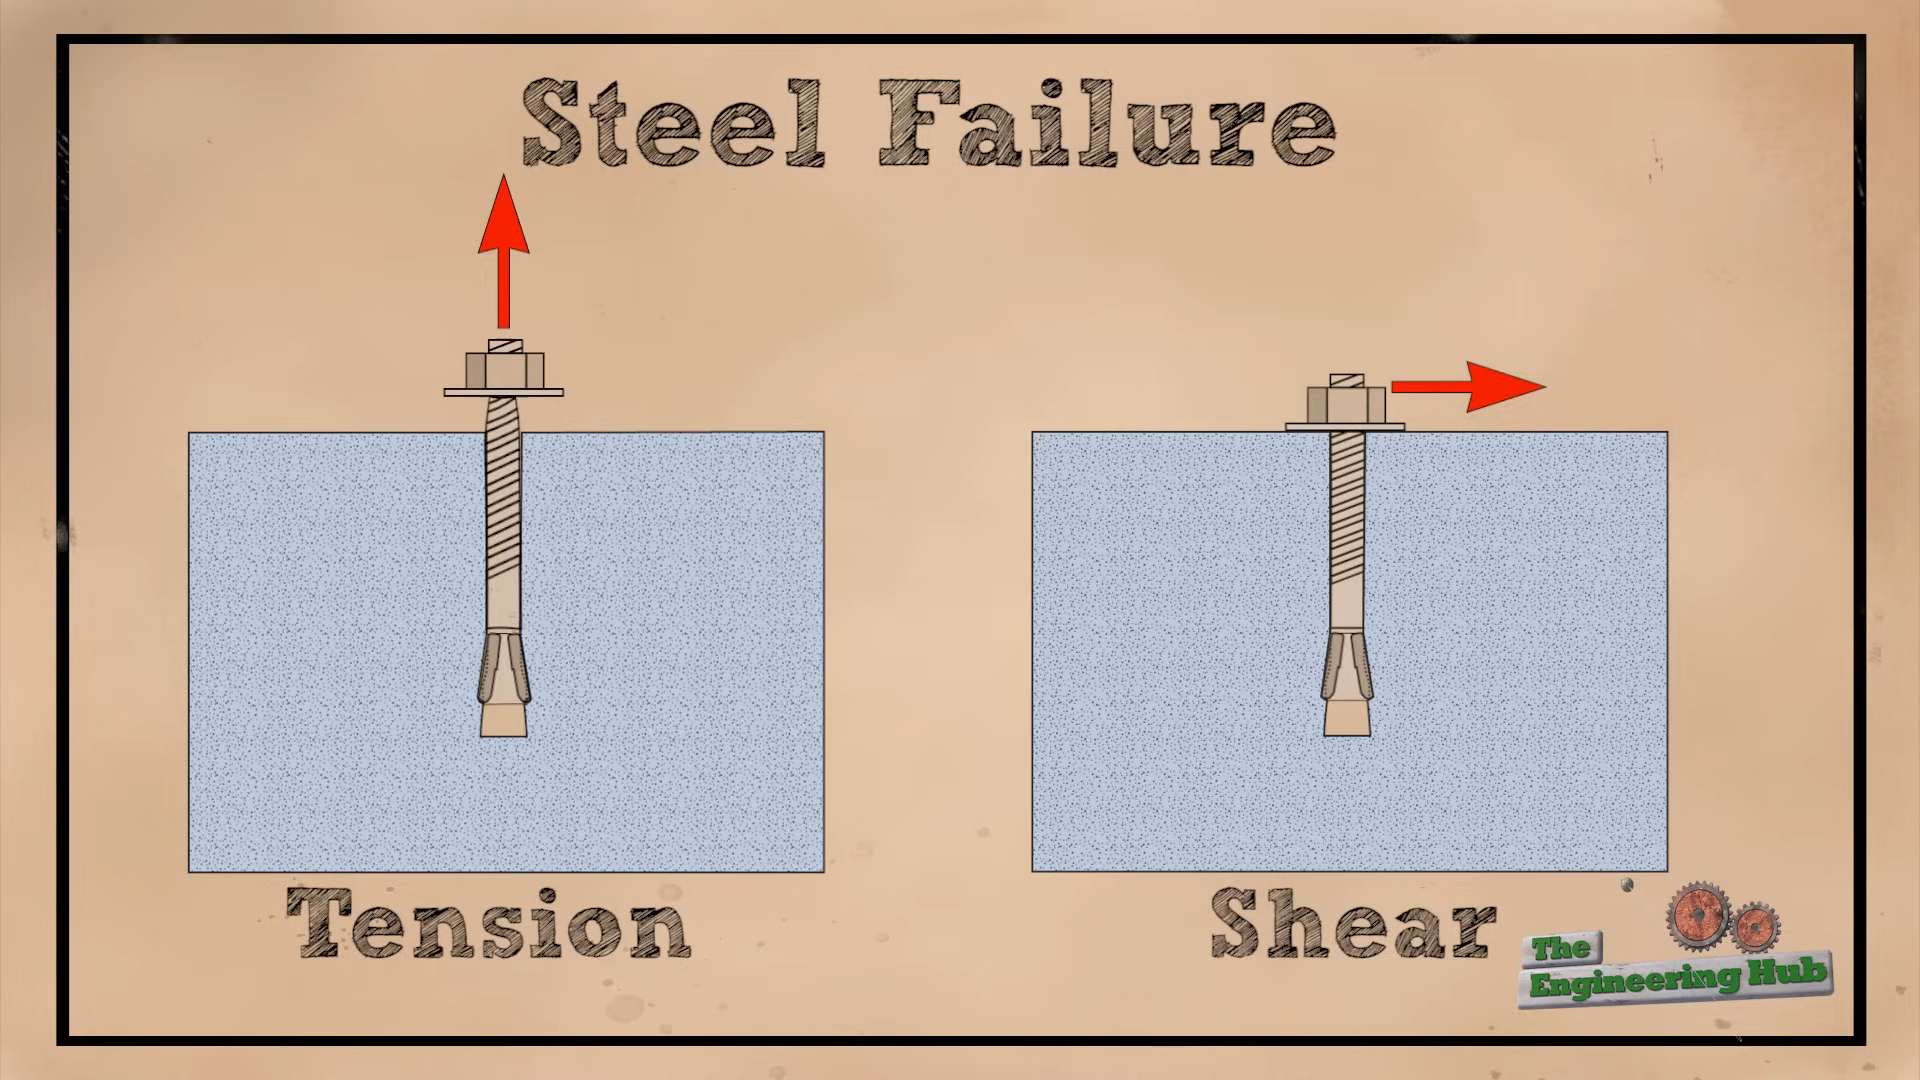 Steel Failure
Tension
Shear
The
Engineering Hub